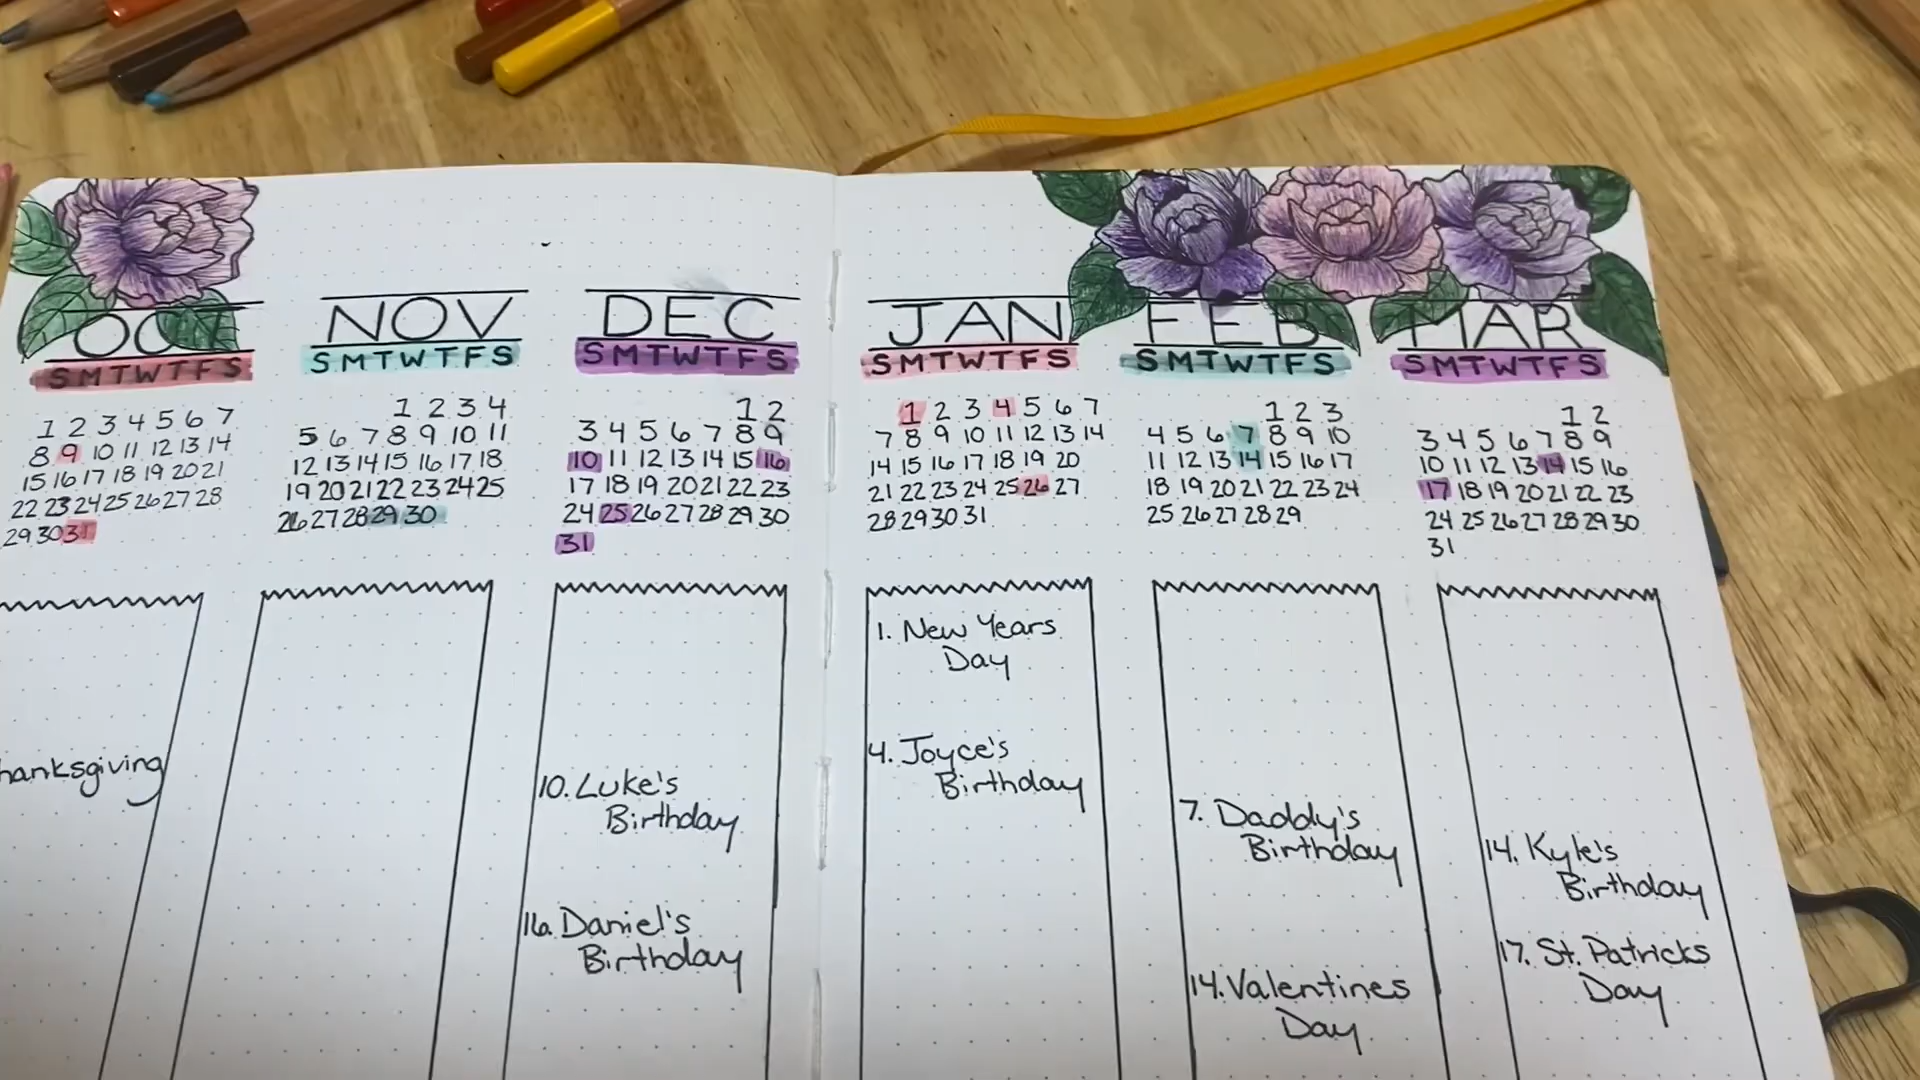 OCT
SMTWTFS
1 2 3 4 5 6 7
8 9 10 11 12 13 14
15 16 17 18 19 20 21
22 23 24 25 26 27 28
29 30 31
hanksgiving
NOV
SMTWTFS
1 2 3 4
5 6 7 8 9 10 11
12 13 14 15 16 17 18
19 20 21 22 23 24 25
26 27 28 29 30
DEC
SMTWTFS
1 2
3 4 5 6 7 8 9
10 11 12 13 14 15 16
17 18 19 20 21 22 23
24 25 26 27 28 29 30
31
10. Luke's
Birthday
16. Daniel's
Birthday
JAN
SMTWTFS
1 2 3 4 5 6 7
7 8 9 10 11 12 13 14
14 15 16 17 18 19 20
21 22 23 24 25 26 27
28 29 30 31
1. New Years
Day
4. Joyce's
Birthday
FEB
SMTWTFS
1 2 3
4 5 6 7 8 9 10
11 12 13 14 15 16 17
18 19 20 21 22 23 24
25 26 27 28 29
7. Daddy's
Birthday
14. Valentines
Day
MAR
SMTWTFS
1 2
3 4 5 6 7 8 9
10 11 12 13 14 15 16
17 18 19 20 21 22 23
24 25 26 27 28 29 30
31
14. Kyle's
Birthday
17. St. Patricks
Day